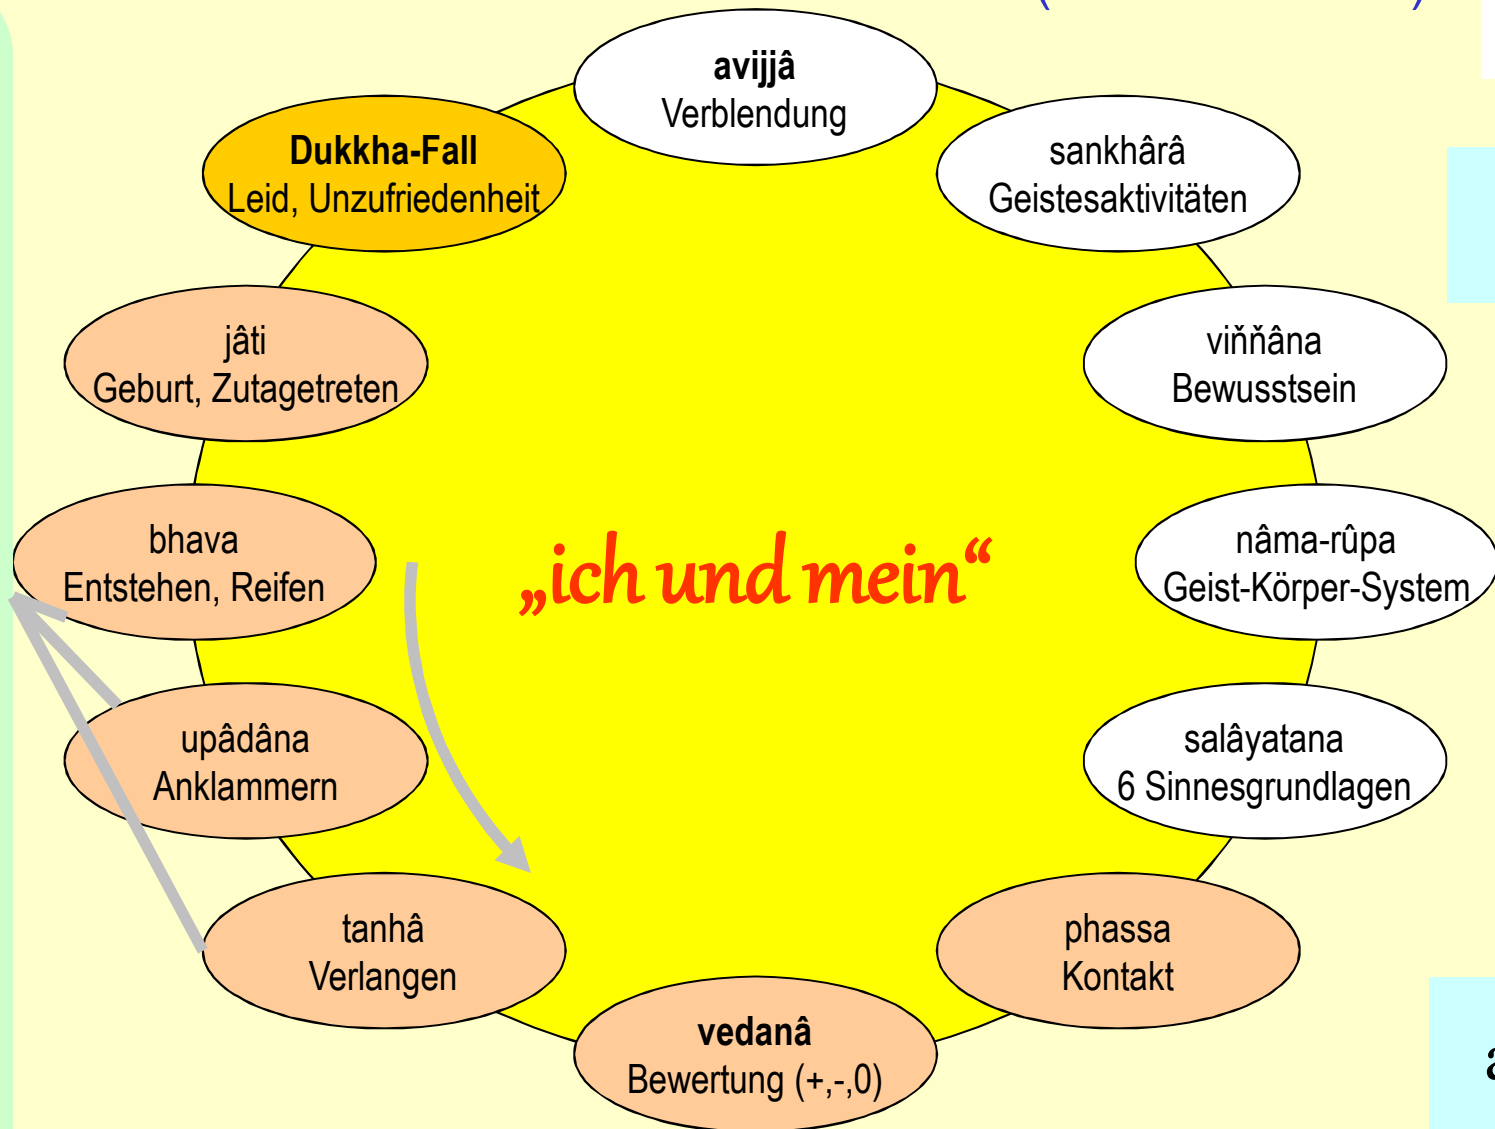 ( )
avijjâ
Verblendung
sankhârâ
Geistesaktivitäten
viňňâna
Bewusstsein
nâma-rûpa
Geist-Körper-System
salâyatana
6 Sinnesgrundlagen
phassa
Kontakt
vedanâ
Bewertung (+,-,0)
tanhâ
Verlangen
upâdâna
Anklammern
bhava
Entstehen, Reifen
jâti
Geburt, Zutagetreten
Dukkha-Fall
Leid, Unzufriedenheit
„ich und mein“
a